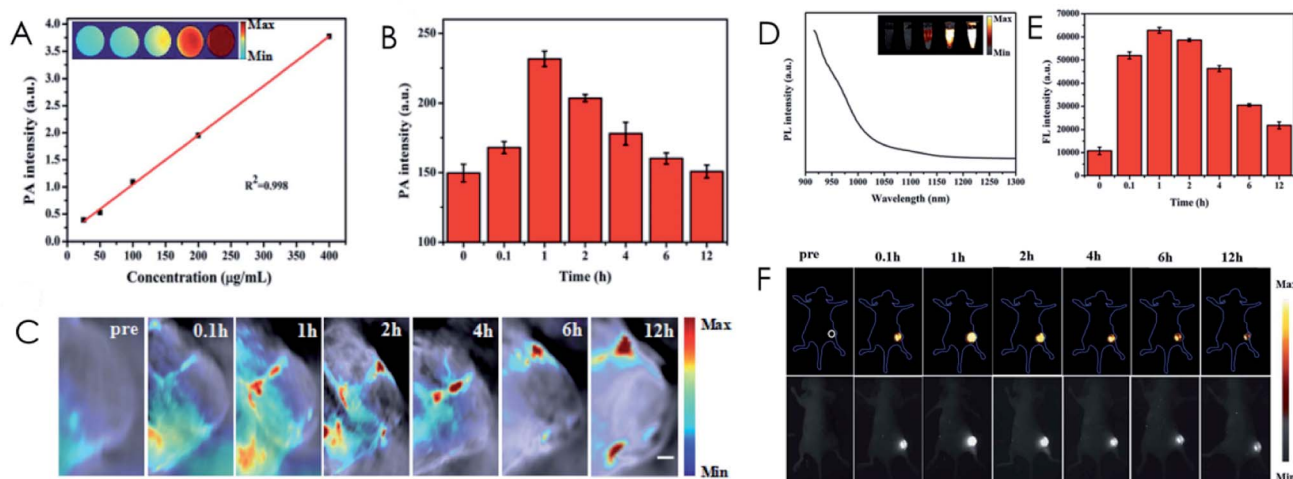 A
PA intensity (a.u.)
4.0
3.5
3.0
2.5
2.0
1.5
1.0
0.5
0.0
Max
Min
R²=0.998
0 50 100 150 200 250 300 350 400 450
Concentration (µg/mL)
B
PA intensity (a.u.)
250
200
150
100
0 0.1 1 2 4 6 12
Time (h)
D
PL intensity (a.u.)
Max
Min
900 950 1000 1050 1100 1150 1200 1250 1300
Wavelength (nm)
E
FL intensity (a.u.)
70000
60000
50000
40000
30000
20000
10000
0
0 0.1 1 2 4 6 12
Time (h)
C
pre 0.1h 1h 2h 4h 6h 12h
Max
Min
F
pre 0.1h 1h 2h 4h 6h 12h
Max
Min